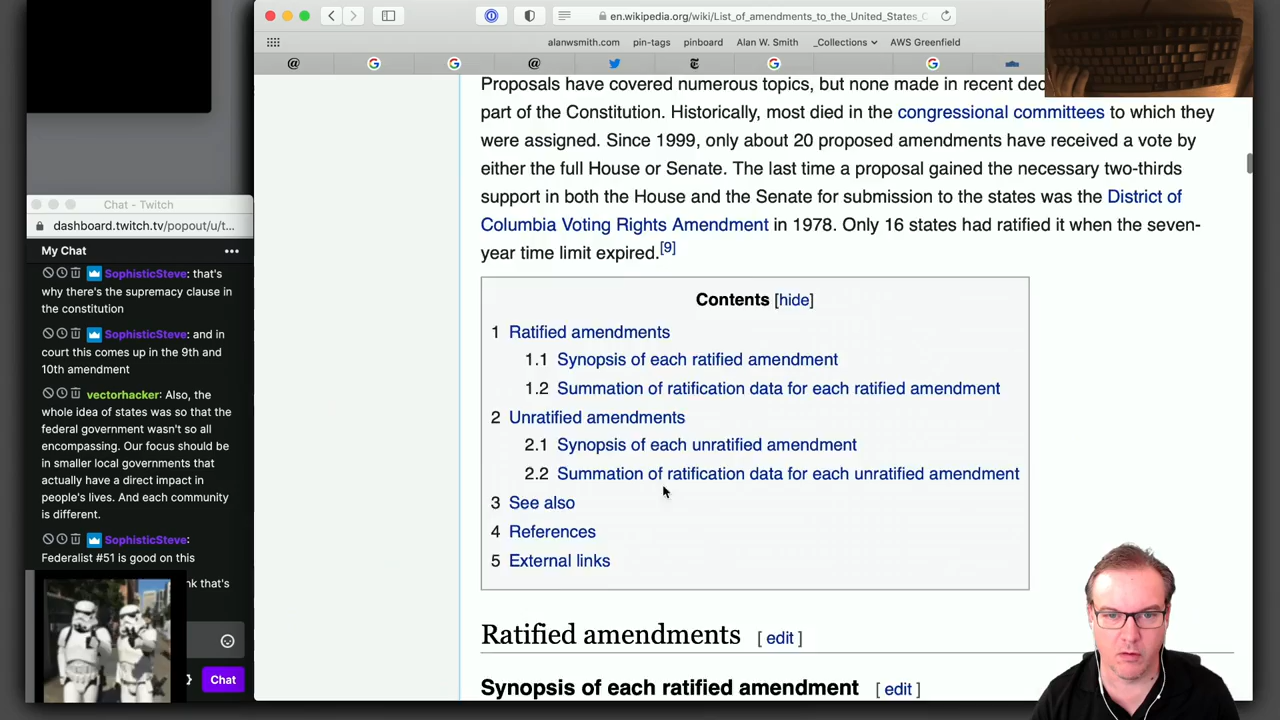 en.wikipedia.org/wiki/List_of_amendments_to_the_United_States_C
alanwsmith.com pin-tags pinboard Alan W. Smith _Collections AWS Greenfield
Proposals have covered numerous topics, but none made in recent dec
part of the Constitution. Historically, most died in the congressional committees to which they
were assigned. Since 1999, only about 20 proposed amendments have received a vote by
either the full House or Senate. The last time a proposal gained the necessary two-thirds
support in both the House and the Senate for submission to the states was the District of
Columbia Voting Rights Amendment in 1978. Only 16 states had ratified it when the seven-
year time limit expired.[9]
Contents [hide]
1 Ratified amendments
1.1 Synopsis of each ratified amendment
1.2 Summation of ratification data for each ratified amendment
2 Unratified amendments
2.1 Synopsis of each unratified amendment
2.2 Summation of ratification data for each unratified amendment
3 See also
4 References
5 External links
Ratified amendments [ edit ]
Synopsis of each ratified amendment [ edit ]
Chat - Twitch
dashboard.twitch.tv/popout/u/t...
My Chat
SophisticSteve: that's
why there's the supremacy clause in
the constitution
SophisticSteve: and in
court this comes up in the 9th and
10th amendment
vectorhacker: Also, the
whole idea of states was so that the
federal government wasn't so all
encompassing. Our focus should be
in smaller local governments that
actually have a direct impact in
people's lives. And each community
is different.
SophisticSteve:
Federalist #51 is good on this
that's
Chat